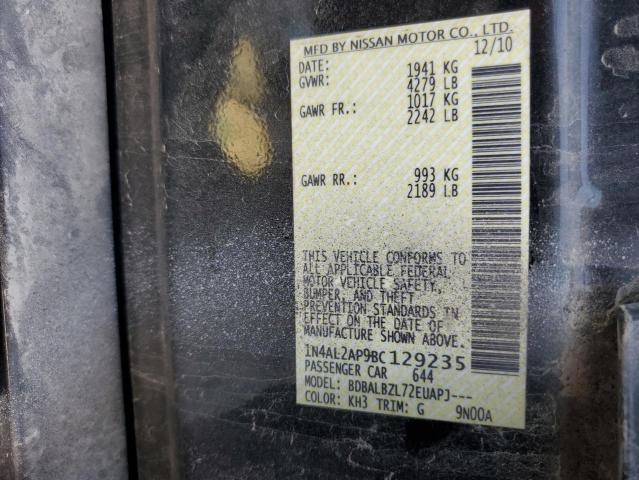 MFD BY NISSAN MOTOR CO., LTD.
DATE: 12/10
GVWR: 1941 KG
4279 LB
GAWR FR.: 1017 KG
2242 LB
GAWR RR.: 993 KG
2189 LB
THIS VEHICLE CONFORMS TO
ALL APPLICABLE FEDERAL
MOTOR VEHICLE SAFETY,
BUMPER, AND THEFT
PREVENTION STANDARDS IN
EFFECT ON THE DATE OF
MANUFACTURE SHOWN ABOVE.
1N4AL2AP9BC129235
PASSENGER CAR 644
MODEL: BDBALBZL72EUAPJ---
COLOR: KH3 TRIM: G 9N00A